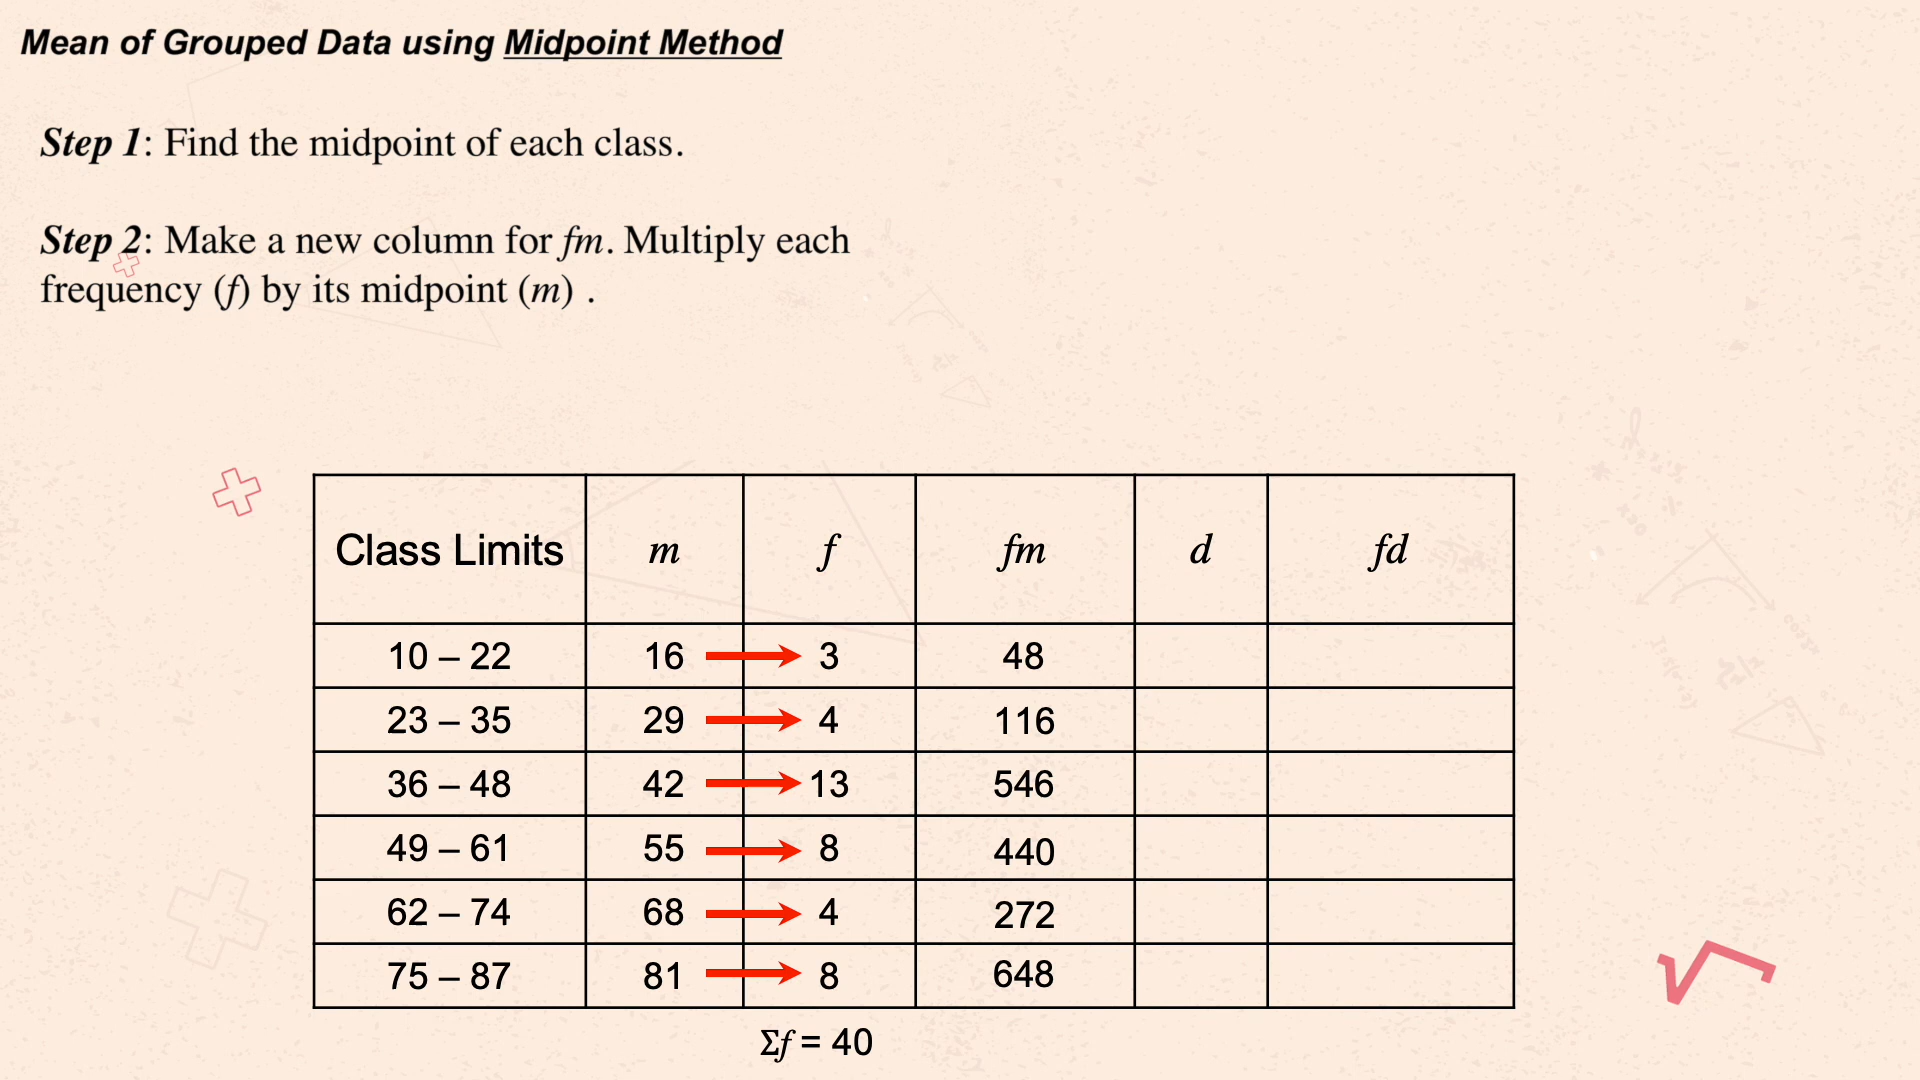 Mean of Grouped Data using Midpoint Method
Step 1: Find the midpoint of each class.
Step 2: Make a new column for fm. Multiply each
frequency (f) by its midpoint (m) .
Class Limits m f fm d fd
10 – 22 16 3 48
23 – 35 29 4 116
36 – 48 42 13 546
49 – 61 55 8 440
62 – 74 68 4 272
75 – 87 81 8 648
Σf = 40